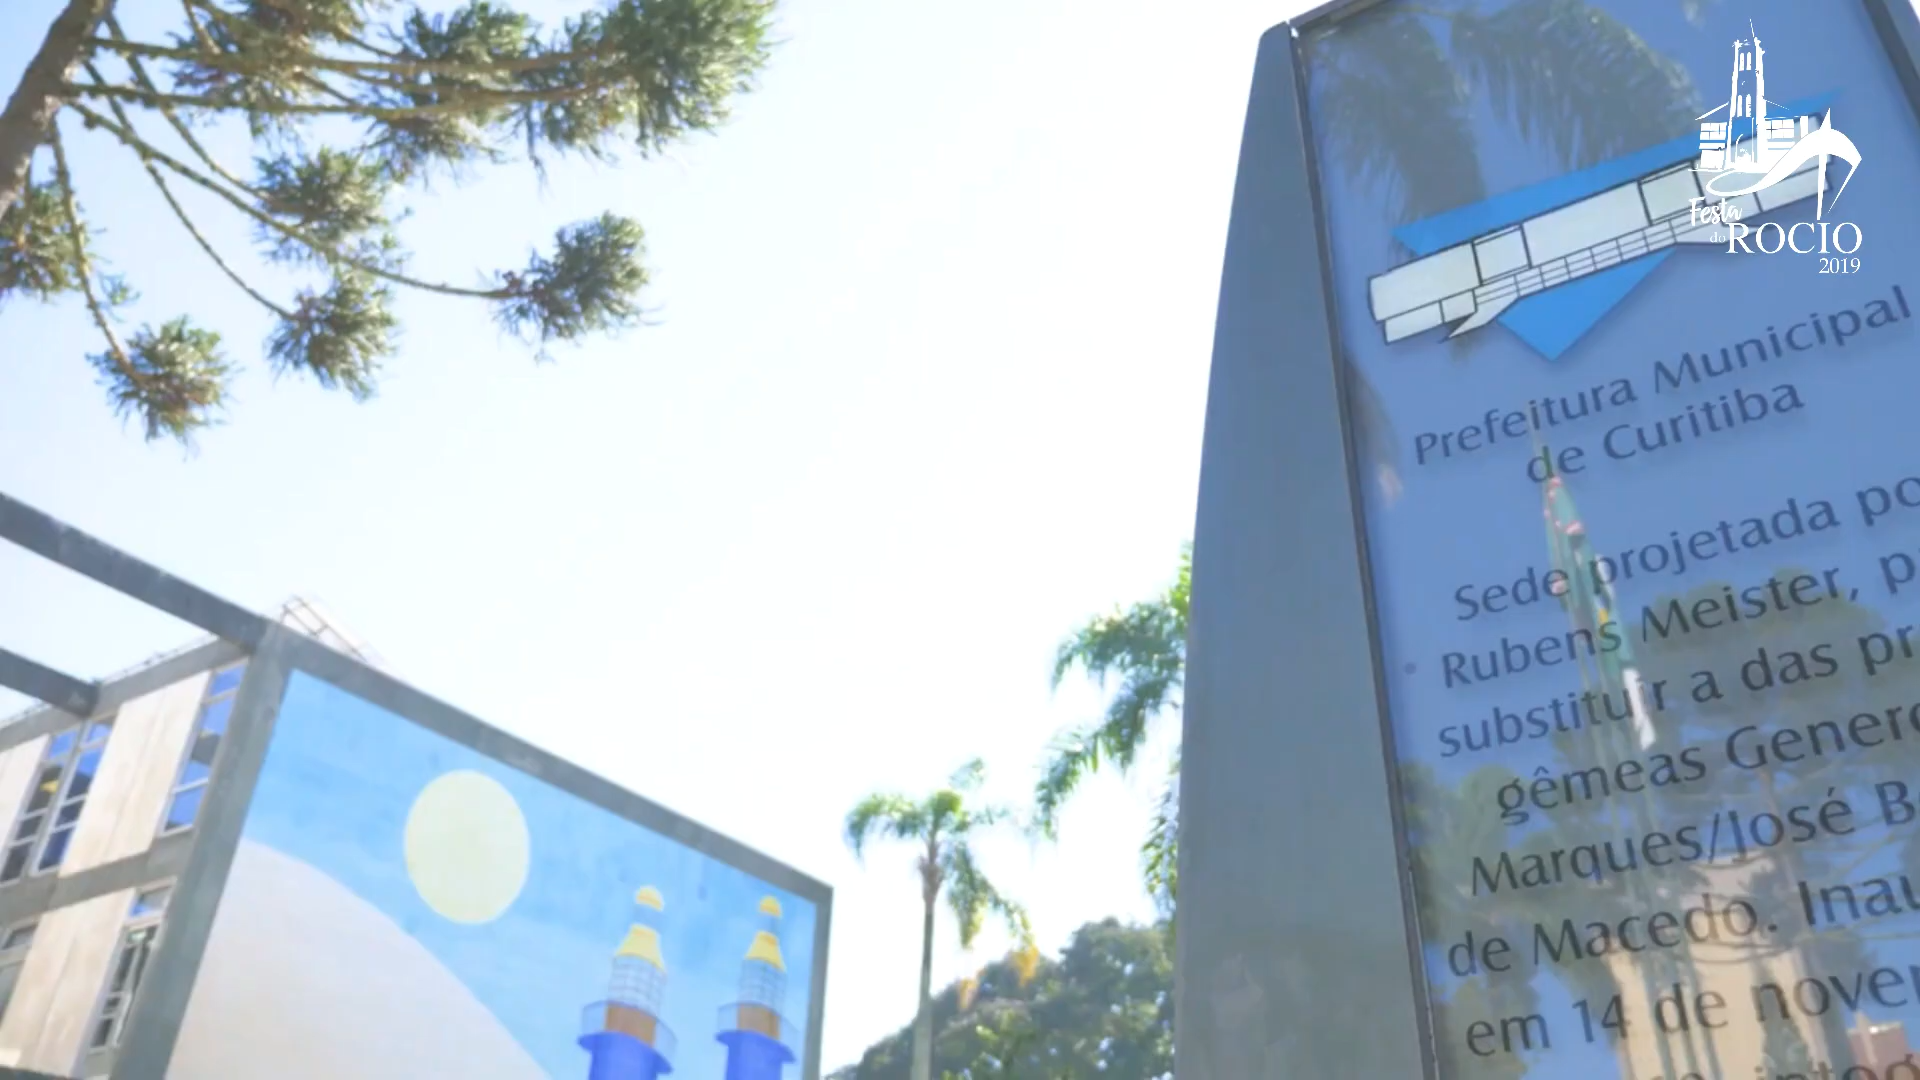 Festa
do ROCIO
2019
Prefeitura Municipal
de Curitiba
Sede projetada po
Rubens Meister, p
substituir a das pr
gêmeas Genero
Marques/José B
de Macedo. Inau
em 14 de nove